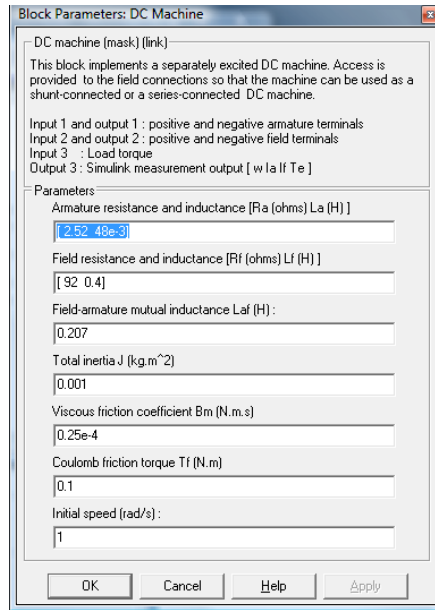 Block Parameters: DC Machine
DC machine (mask) (link)
This block implements a separately excited DC machine. Access is
provided to the field connections so that the machine can be used as a
shunt-connected or a series-connected DC machine.
Input 1 and output 1 : positive and negative armature terminals
Input 2 and output 2 : positive and negative field terminals
Input 3 : Load torque
Output 3 : Simulink measurement output [ w Ia If Te ]
Parameters
Armature resistance and inductance [Ra (ohms) La (H) ]
[ 2.52 48e-3]
Field resistance and inductance [Rf (ohms) Lf (H) ]
[ 92 0.4]
Field-armature mutual inductance Laf (H) :
0.207
Total inertia J (kg.m^2)
0.001
Viscous friction coefficient Bm (N.m.s)
0.25e-4
Coulomb friction torque Tf (N.m)
0.1
Initial speed (rad/s) :
1
OK Cancel Help Apply